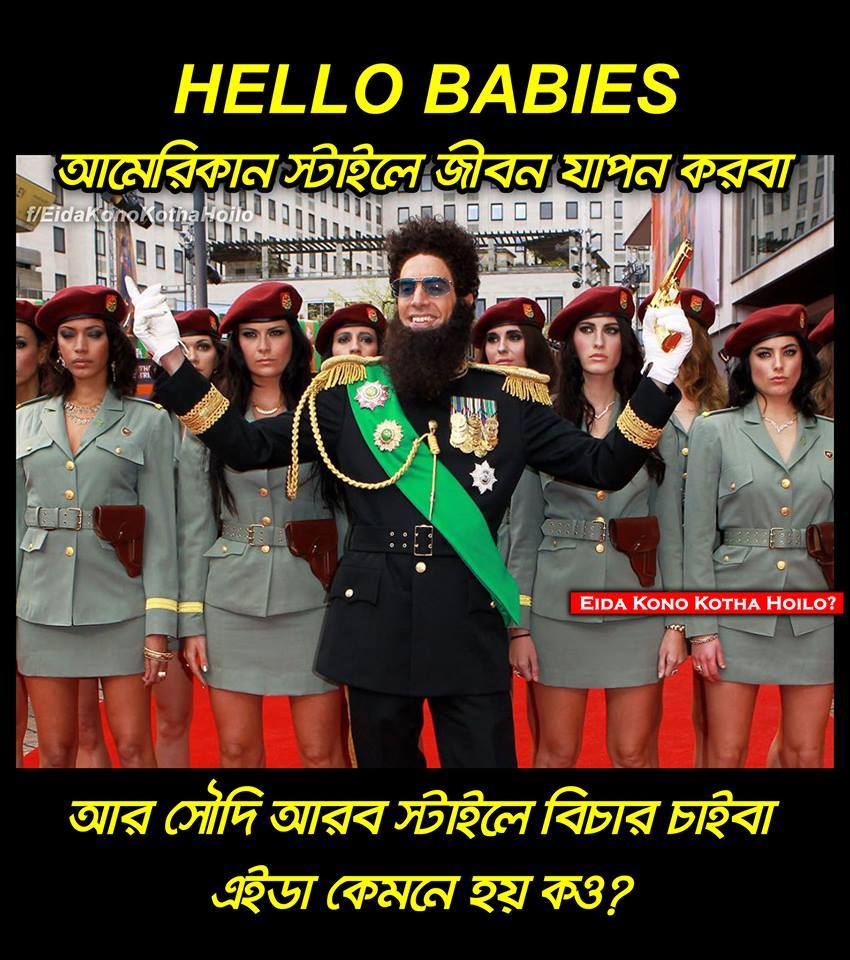 HELLO BABIES
আমেরিকান স্টাইলে জীবন যাপন করবা
f/EidaKonoKothaHoilo
EIDA KONO KOTHA HOILO?
আর সৌদি আরব স্টাইলে বিচার চাইবা
এইডা কেমনে হয় কও?